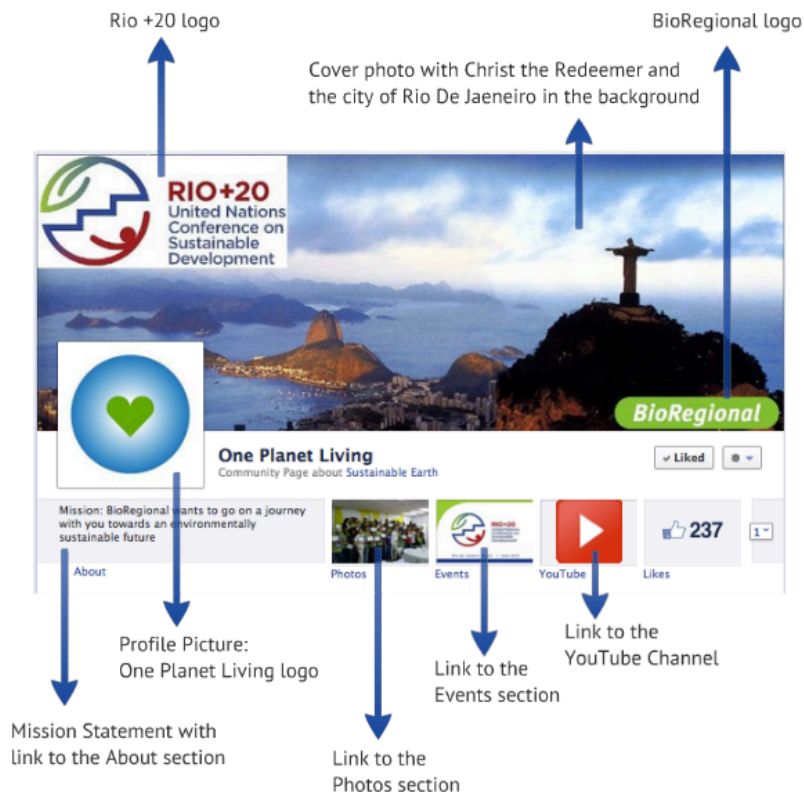 Rio +20 logo
BioRegional logo
Cover photo with Christ the Redeemer and
the city of Rio De Jaeneiro in the background
RIO+20
United Nations
Conference on
Sustainable
Development
BioRegional
One Planet Living
Community Page about Sustainable Earth
Liked
Mission: BioRegional wants to go on a journey
with you towards an environmentally
sustainable future
About
RIO+20
237
1
Photos
Events
YouTube
Likes
Profile Picture:
One Planet Living logo
Link to the
YouTube Channel
Link to the
Events section
Mission Statement with
link to the About section
Link to the
Photos section